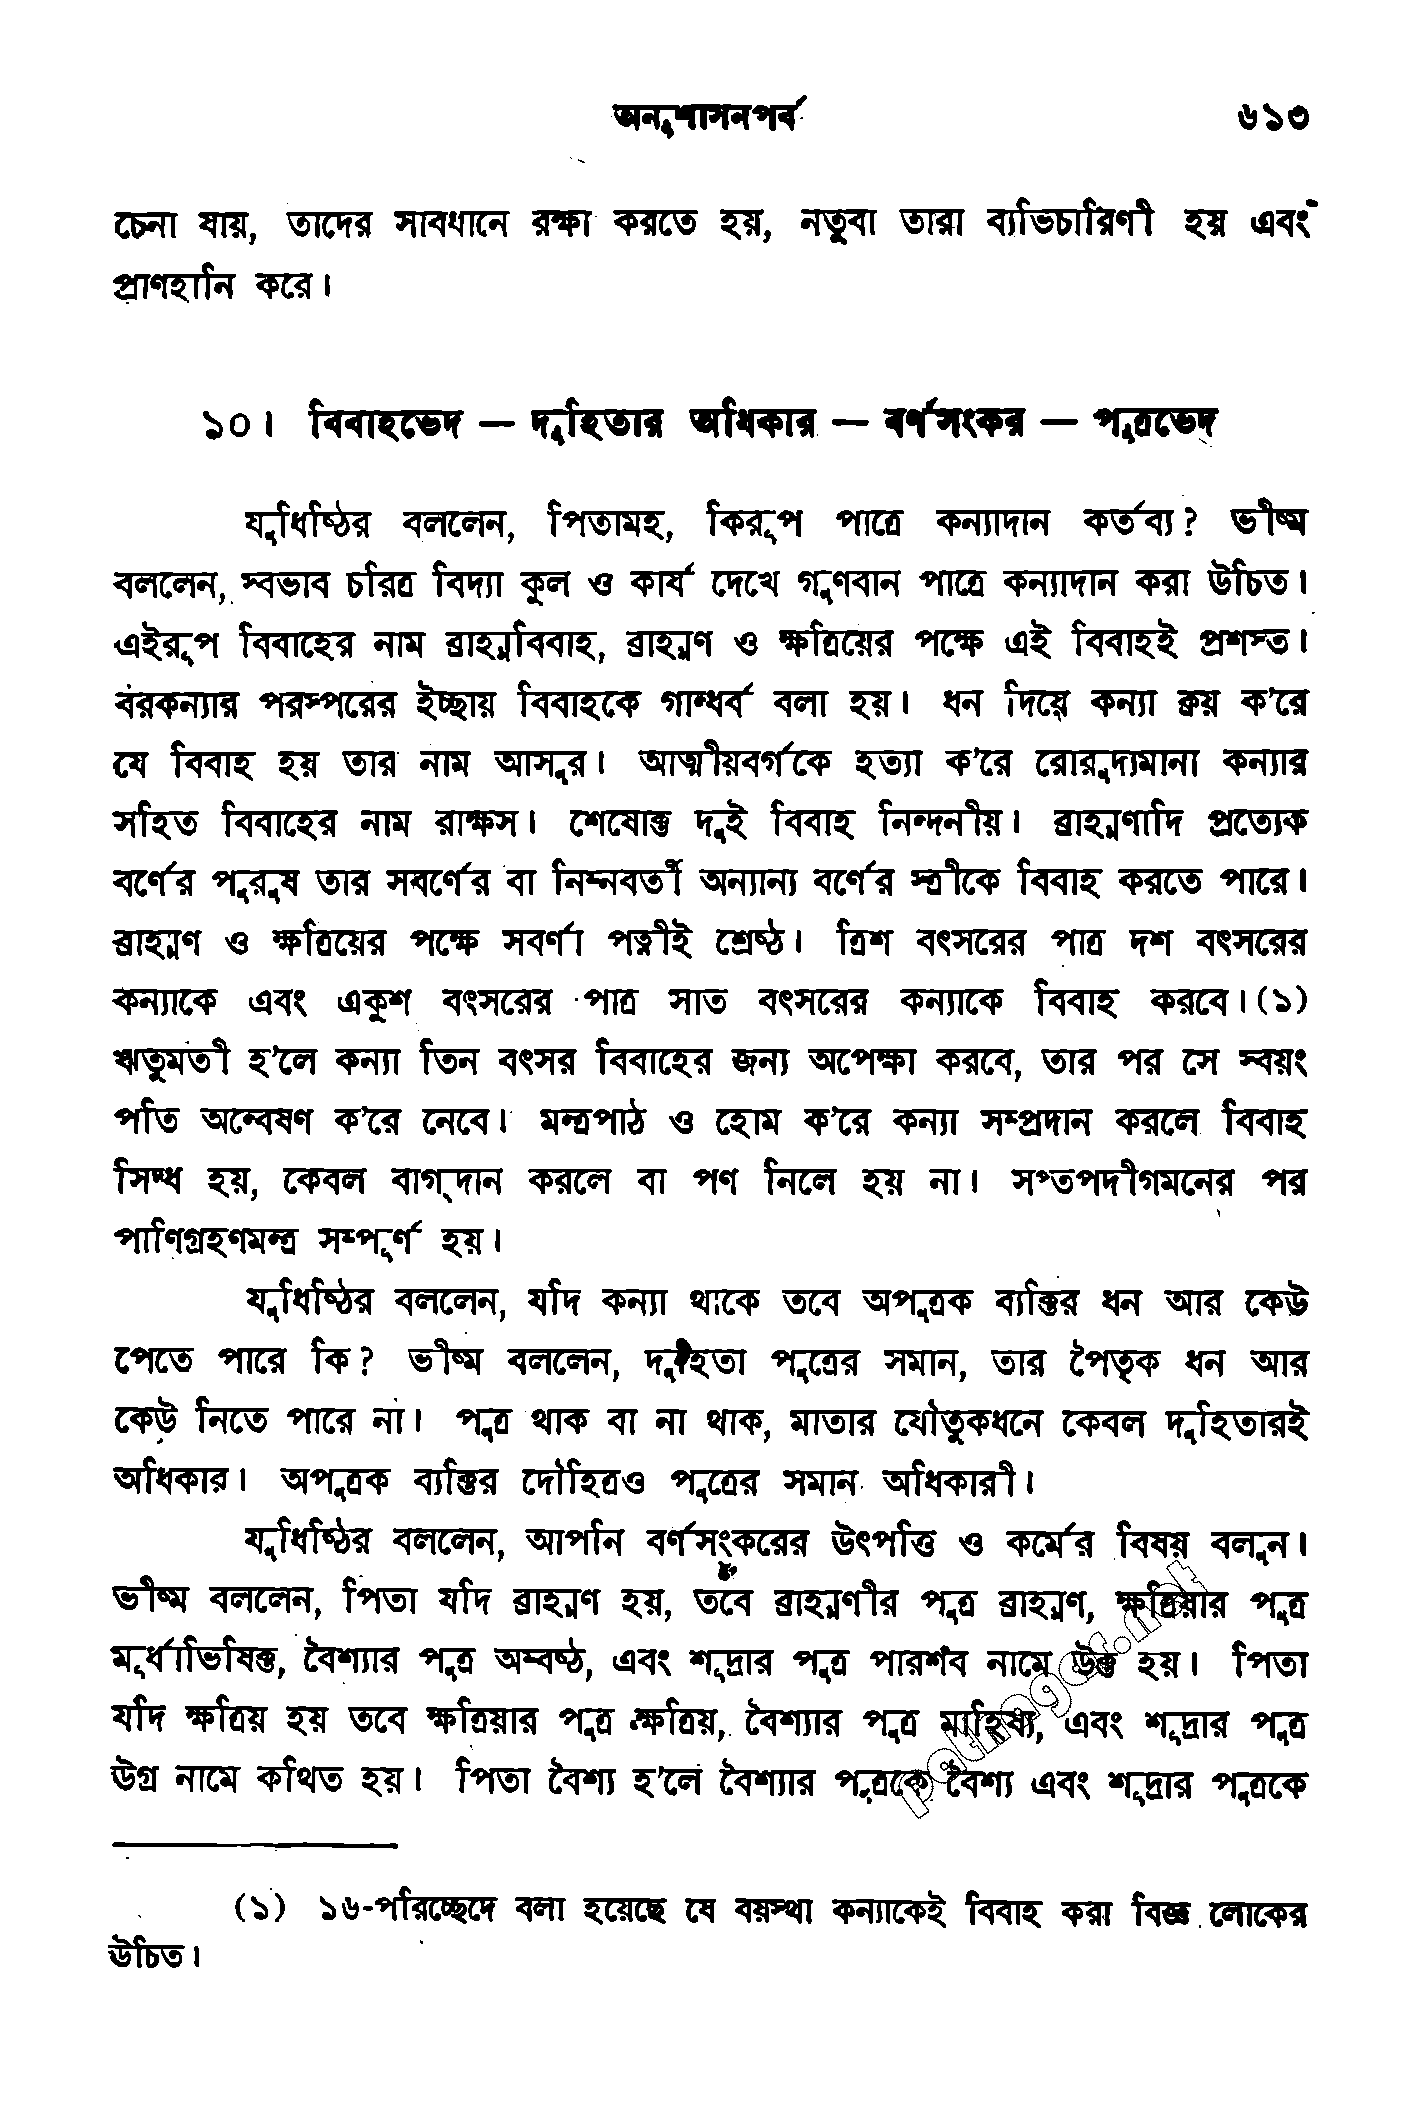 অনুশাসনপর্ব ৬১৩
চেনা যায়, তাদের সাবধানে রক্ষা করতে হয়, নতুবা তারা ব্যভিচারিণী হয় এবং
প্রাণহানি করে।
১০। বিবাহভেদ — দুহিতার অধিকার — বর্ণসংকর — পুত্রভেদ
যুধিষ্ঠির বললেন, পিতামহ, কিরূপ পাত্রে কন্যাদান কর্তব্য? ভীষ্ম
বললেন, স্বভাব চরিত্র বিদ্যা কুল ও কার্য দেখে গুণবান পাত্রে কন্যাদান করা উচিত।
এইরূপ বিবাহের নাম ব্রাহ্মবিবাহ, ব্রাহ্মণ ও ক্ষত্রিয়ের পক্ষে এই বিবাহই প্রশস্ত।
বরকন্যার পরস্পরের ইচ্ছায় বিবাহকে গান্ধর্ব বলা হয়। ধন দিয়ে কন্যা ক্রয় ক'রে
যে বিবাহ হয় তার নাম আসুর। আত্মীয়বর্গকে হত্যা ক'রে রোরুদ্যমানা কন্যার
সহিত বিবাহের নাম রাক্ষস। শেষোক্ত দুই বিবাহ নিন্দনীয়। ব্রাহ্মণাদি প্রত্যেক
বর্ণের পুরুষ তার সবর্ণের বা নিম্নবর্তী অন্যান্য বর্ণের স্ত্রীকে বিবাহ করতে পারে।
ব্রাহ্মণ ও ক্ষত্রিয়ের পক্ষে সবর্ণা পত্নীই শ্রেষ্ঠ। ত্রিশ বৎসরের পাত্র দশ বৎসরের
কন্যাকে এবং একুশ বৎসরের পাত্র সাত বৎসরের কন্যাকে বিবাহ করবে।(১)
ঋতুমতী হ'লে কন্যা তিন বৎসর বিবাহের জন্য অপেক্ষা করবে, তার পর সে স্বয়ং
পতি অন্বেষণ ক'রে নেবে। মন্ত্রপাঠ ও হোম ক'রে কন্যা সম্প্রদান করলে বিবাহ
সিদ্ধ হয়, কেবল বাগ্‌দান করলে বা পণ নিলে হয় না। সপ্তপদীগমনের পর
পাণিগ্রহণমন্ত্র সম্পূর্ণ হয়।
যুধিষ্ঠির বললেন, যদি কন্যা থাকে তবে অপুত্রক ব্যক্তির ধন আর কেউ
পেতে পারে কি? ভীষ্ম বললেন, দুহিতা পুত্রের সমান, তার পৈতৃক ধন আর
কেউ নিতে পারে না। পুত্র থাক বা না থাক, মাতার যৌতুকধনে কেবল দুহিতারই
অধিকার। অপুত্রক ব্যক্তির দৌহিত্রও পুত্রের সমান অধিকারী।
যুধিষ্ঠির বললেন, আপনি বর্ণসংকরের উৎপত্তি ও কর্মের বিষয় বলুন।
ভীষ্ম বললেন, পিতা যদি ব্রাহ্মণ হয়, তবে ব্রাহ্মণীর পুত্র ব্রাহ্মণ, ক্ষত্রিয়ার পুত্র
মূর্ধাভিষিক্ত, বৈশ্যার পুত্র অম্বষ্ঠ, এবং শূদ্রার পুত্র পারশব নামে উক্ত হয়। পিতা
যদি ক্ষত্রিয় হয় তবে ক্ষত্রিয়ার পুত্র ক্ষত্রিয়, বৈশ্যার পুত্র মাহিষ্য, এবং শূদ্রার পুত্র
উগ্র নামে কথিত হয়। পিতা বৈশ্য হ'লে বৈশ্যার পুত্রকে বৈশ্য এবং শূদ্রার পুত্রকে
(১) ১৬-পরিচ্ছেদে বলা হয়েছে যে বয়স্থা কন্যাকেই বিবাহ করা বিজ্ঞ লোকের
উচিত।
pathagar.net